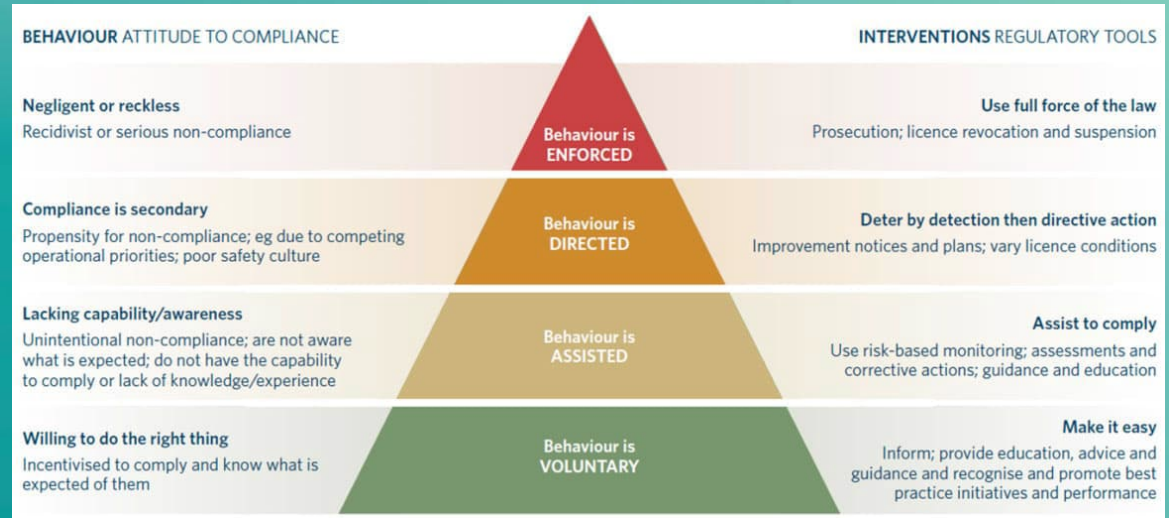 BEHAVIOUR ATTITUDE TO COMPLIANCE
INTERVENTIONS REGULATORY TOOLS
Negligent or reckless
Recidivist or serious non-compliance
Behaviour is
ENFORCED
Use full force of the law
Prosecution; licence revocation and suspension
Compliance is secondary
Propensity for non-compliance; eg due to competing
operational priorities; poor safety culture
Behaviour is
DIRECTED
Deter by detection then directive action
Improvement notices and plans; vary licence conditions
Lacking capability/awareness
Unintentional non-compliance; are not aware
what is expected; do not have the capability
to comply or lack of knowledge/experience
Behaviour is
ASSISTED
Assist to comply
Use risk-based monitoring; assessments and
corrective actions; guidance and education
Willing to do the right thing
Incentivised to comply and know what is
expected of them
Behaviour is
VOLUNTARY
Make it easy
Inform; provide education, advice and
guidance and recognise and promote best
practice initiatives and performance